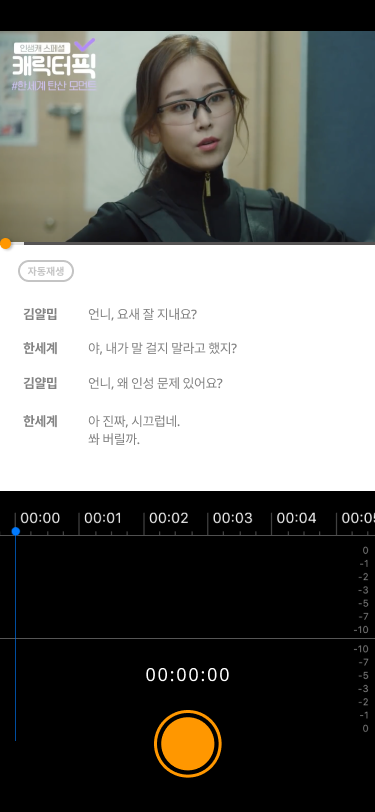 인생캐 스페셜
캐릭터픽
#한세계 탄산 모먼트
자동재생
김얄민 언니, 요새 잘 지내요?
한세계 야, 내가 말 걸지 말라고 했지?
김얄민 언니, 왜 인성 문제 있어요?
한세계 아 진짜, 시끄럽네.
쏴 버릴까.
00:00 00:01 00:02 00:03 00:04 00:05
0
-1
-2
-3
-5
-7
-10
-10
-7
-5
-3
-2
-1
0
00:00:00